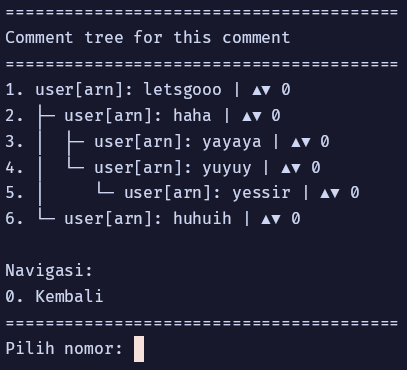 ========================================
Comment tree for this comment
========================================
1. user[arn]: letsgooo | ▲▼ 0
2. ├─ user[arn]: haha | ▲▼ 0
3. │  ├─ user[arn]: yayaya | ▲▼ 0
4. │  └─ user[arn]: yuyuy | ▲▼ 0
5. │     └─ user[arn]: yessir | ▲▼ 0
6. └─ user[arn]: huhuih | ▲▼ 0

Navigasi:
0. Kembali
========================================
Pilih nomor: